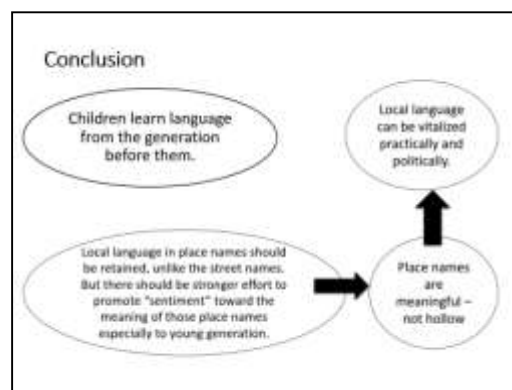 Conclusion
Children learn language
from the generation
before them.
Local language
can be vitalized
practically and
politically.
Local language in place names should
be retained, unlike the street names.
But there should be stronger effort to
promote “sentiment” toward the
meaning of those place names
especially to young generation.
Place names
are
meaningful –
not hollow